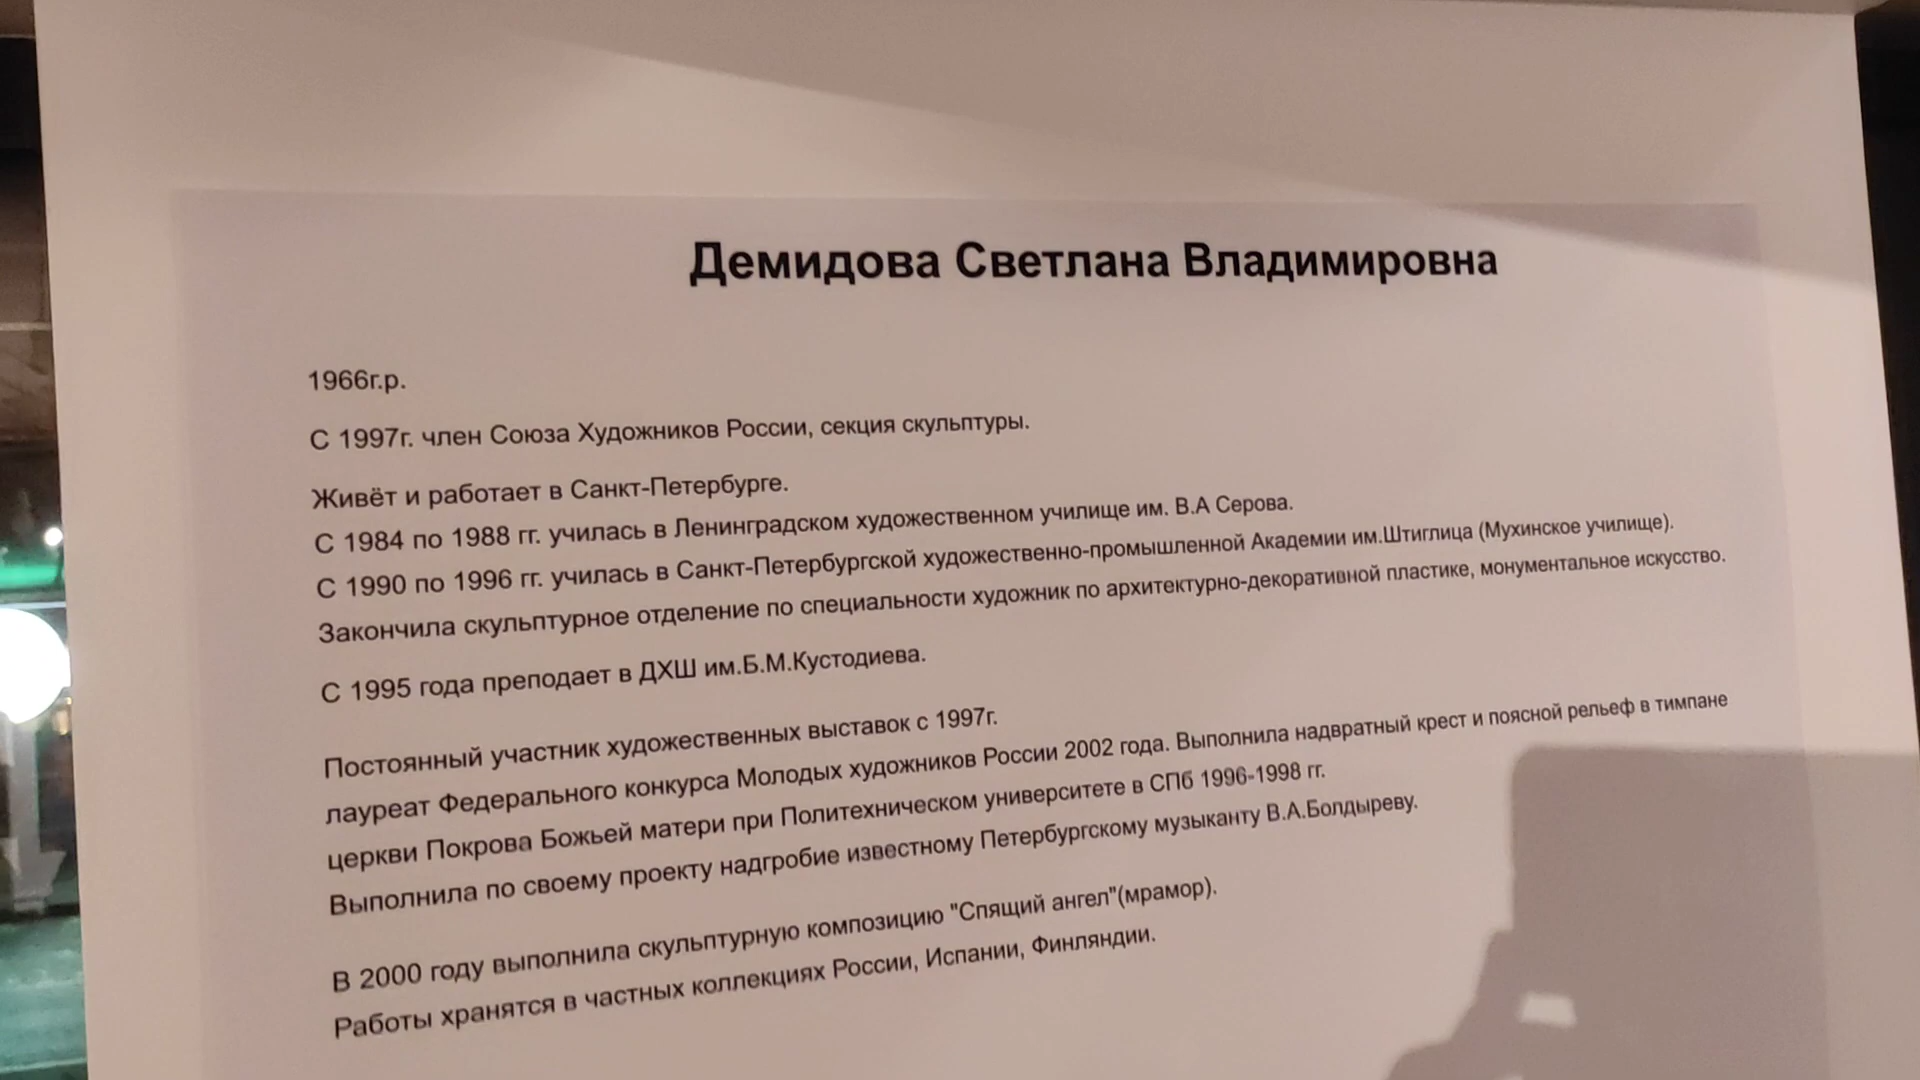 Демидова Светлана Владимировна
1966г.р.
С 1997г. член Союза Художников России, секция скульптуры.
Живёт и работает в Санкт-Петербурге.
С 1984 по 1988 гг. училась в Ленинградском художественном училище им. В.А Серова.
С 1990 по 1996 гг. училась в Санкт-Петербургской художественно-промышленной Академии им.Штиглица (Мухинское училище).
Закончила скульптурное отделение по специальности художник по архитектурно-декоративной пластике, монументальное искусство.
С 1995 года преподает в ДХШ им.Б.М.Кустодиева.
Постоянный участник художественных выставок с 1997г.
лауреат Федерального конкурса Молодых художников России 2002 года. Выполнила надвратный крест и поясной рельеф в тимпане
церкви Покрова Божьей матери при Политехническом университете в СПб 1996-1998 гг.
Выполнила по своему проекту надгробие известному Петербургскому музыканту В.А.Болдыреву.
В 2000 году выполнила скульптурную композицию "Спящий ангел"(мрамор).
Работы хранятся в частных коллекциях России, Испании, Финляндии.